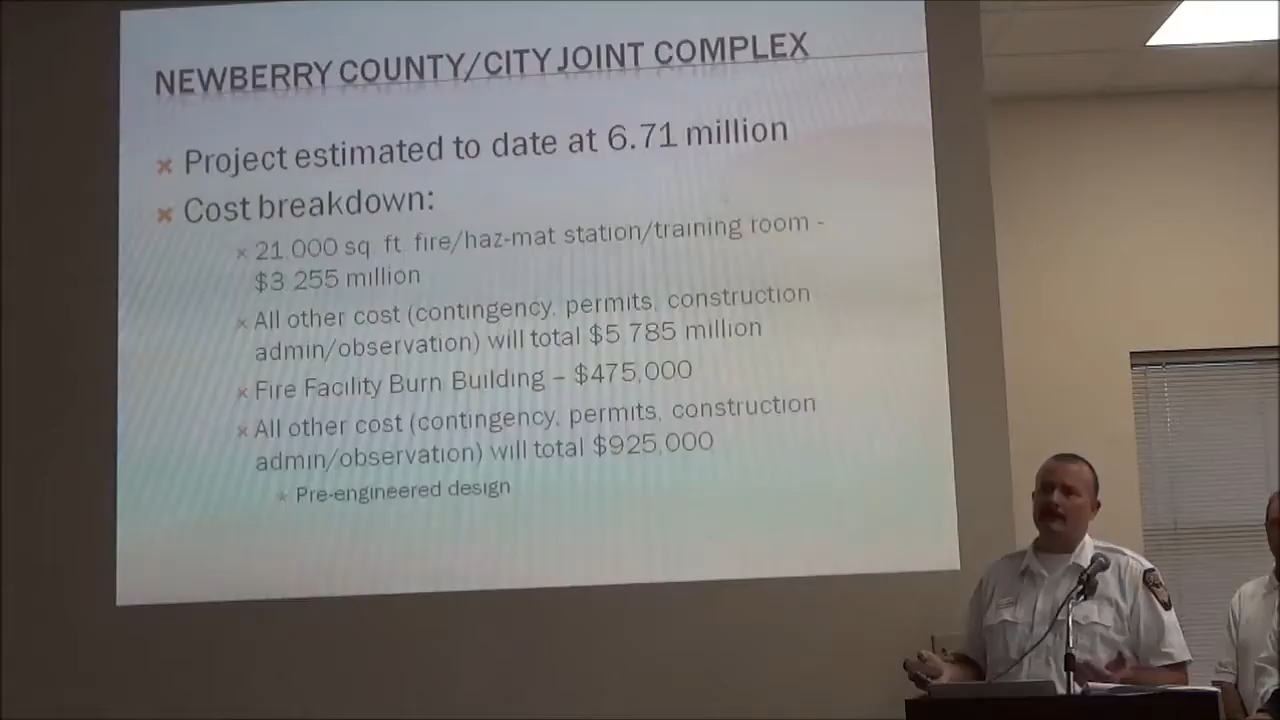 NEWBERRY COUNTY/CITY JOINT COMPLEX
Project estimated to date at 6.71 million
Cost breakdown:
21,000 sq. ft. fire/haz-mat station/training room -
$3.255 million
All other cost (contingency, permits, construction
admin/observation) will total $5.785 million
Fire Facility Burn Building – $475,000
All other cost (contingency, permits, construction
admin/observation) will total $925,000
Pre-engineered design